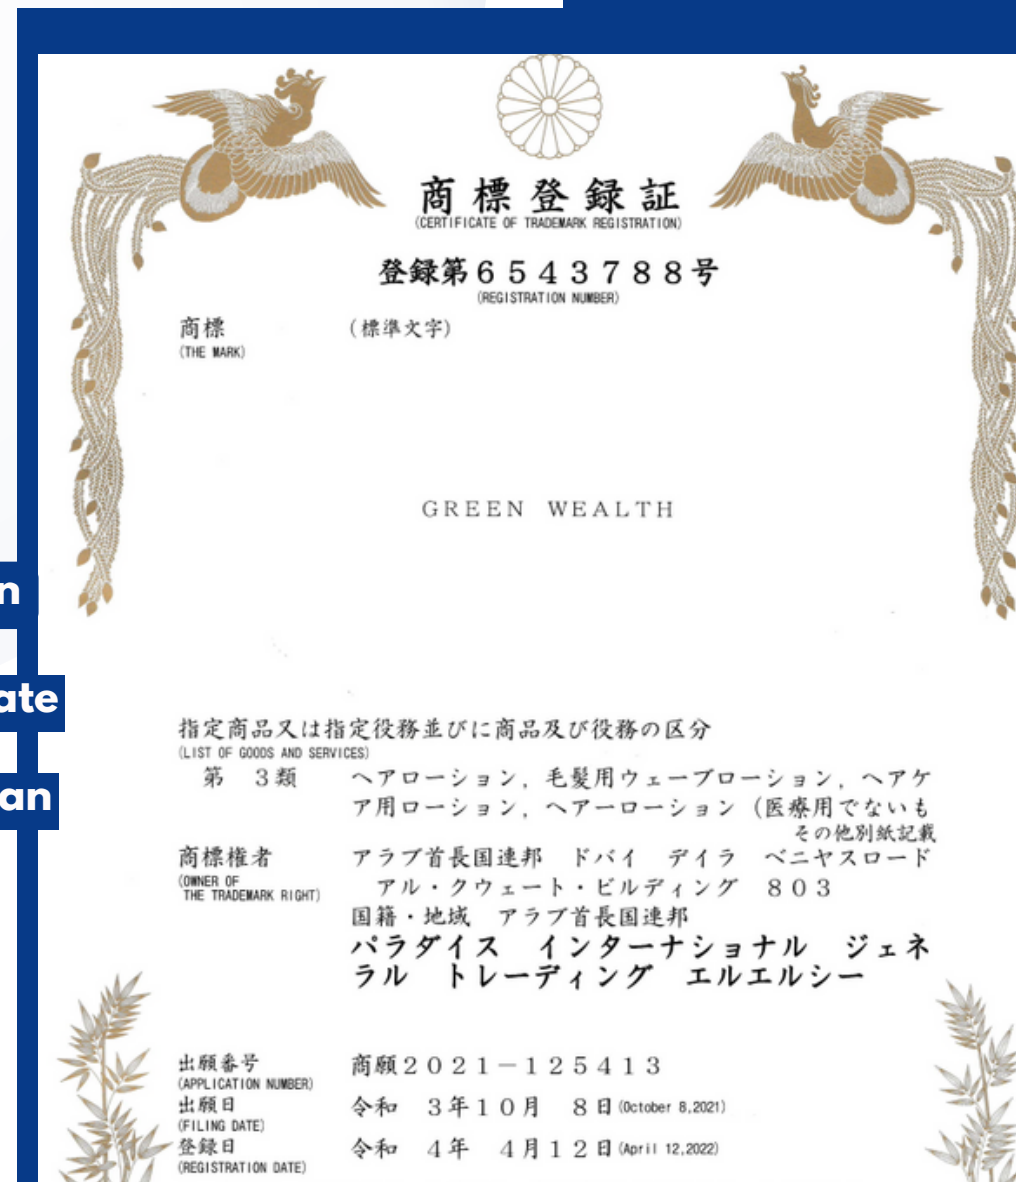 商標登録証
(CERTIFICATE OF TRADEMARK REGISTRATION)
登録第6543788号
(REGISTRATION NUMBER)
商標 (標準文字)
(THE MARK)
GREEN WEALTH
指定商品又は指定役務並びに商品及び役務の区分
(LIST OF GOODS AND SERVICES)
第 3類 ヘアローション,毛髪用ウェーブローション,ヘアケ
ア用ローション,ヘアーローション(医療用でないも
その他別紙記載
商標権者 アラブ首長国連邦 ドバイ デイラ ベニヤスロード
(OWNER OF
THE TRADEMARK RIGHT)
アル・クウェート・ビルディング 803
国籍・地域 アラブ首長国連邦
パラダイス インターナショナル ジェネ
ラル トレーディング エルエルシー
出願番号 商願2021-125413
(APPLICATION NUMBER)
出願日 令和 3年10月 8日(October 8,2021)
(FILING DATE)
登録日 令和 4年 4月12日(April 12,2022)
(REGISTRATION DATE)